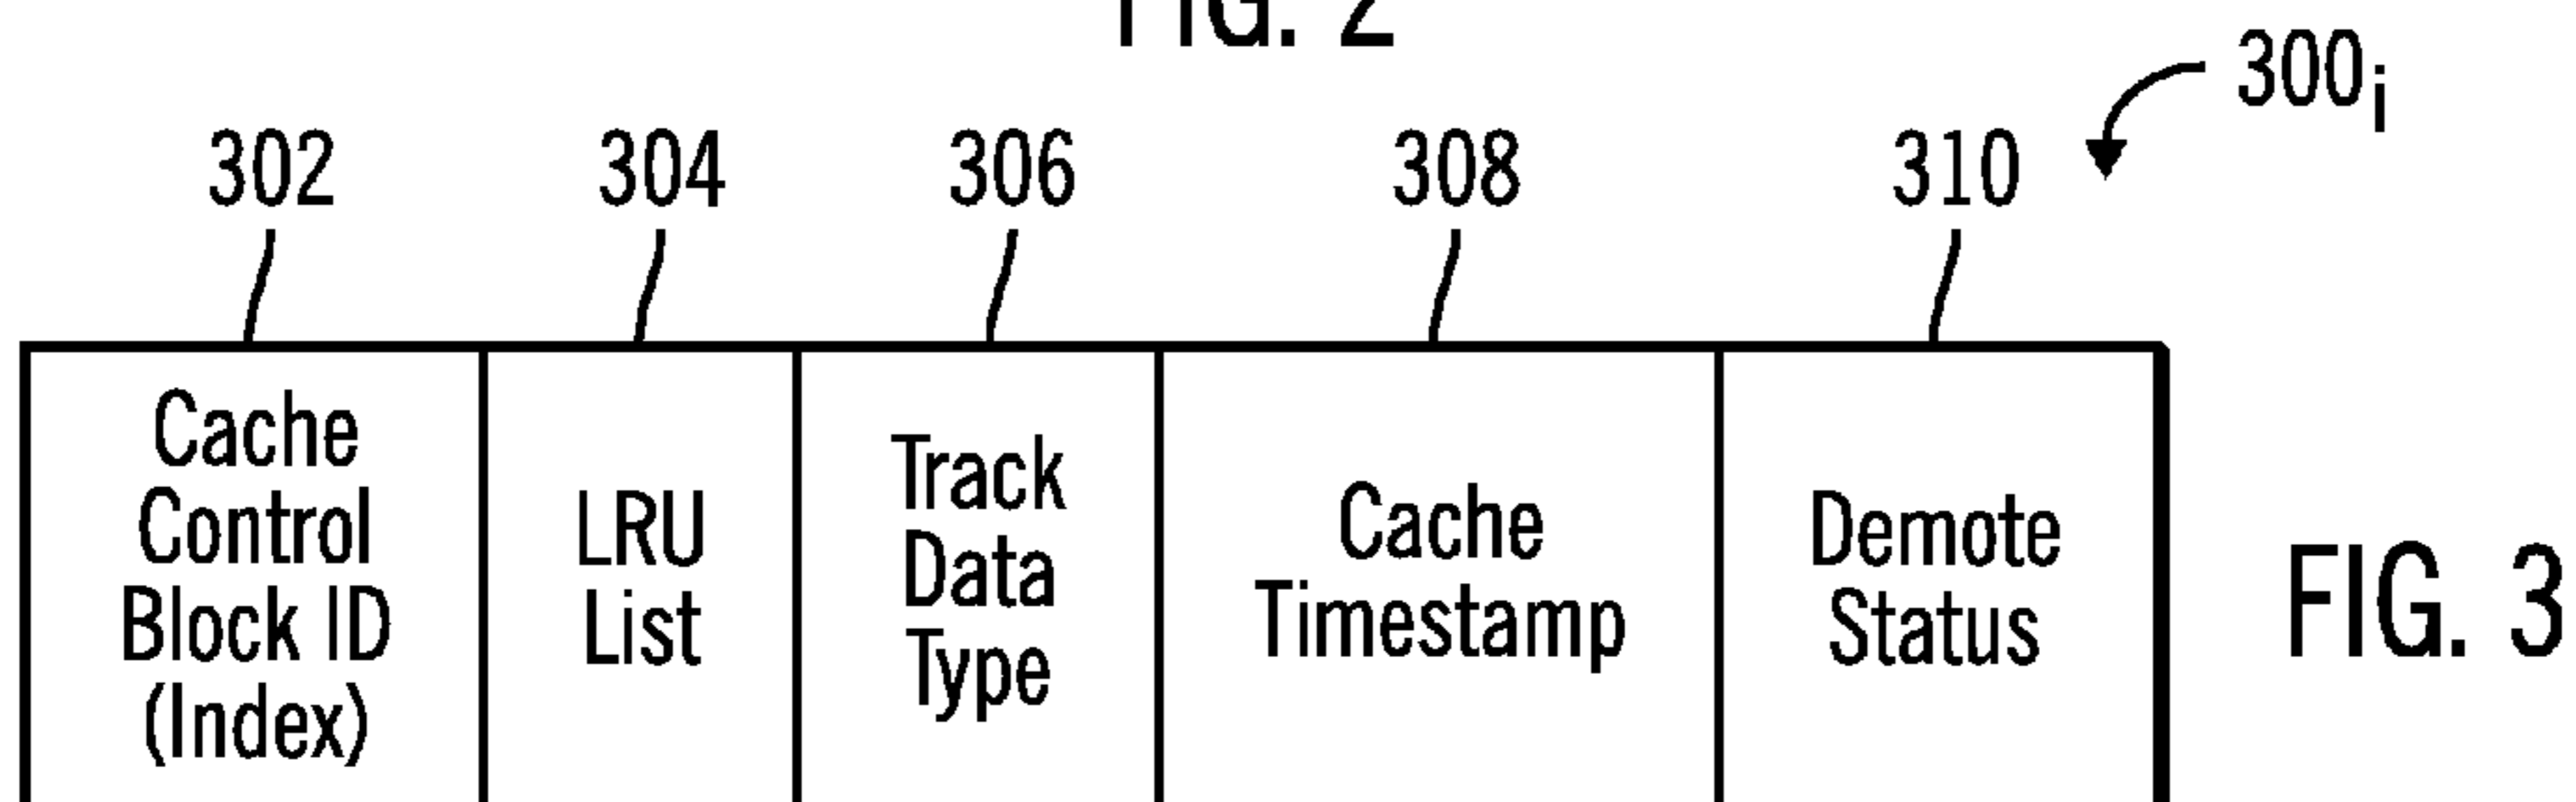 FIG. 2
300i
302 304 306 308 310
Cache
Control
Block ID
(Index)
LRU
List
Track
Data
Type
Cache
Timestamp
Demote
Status
FIG. 3